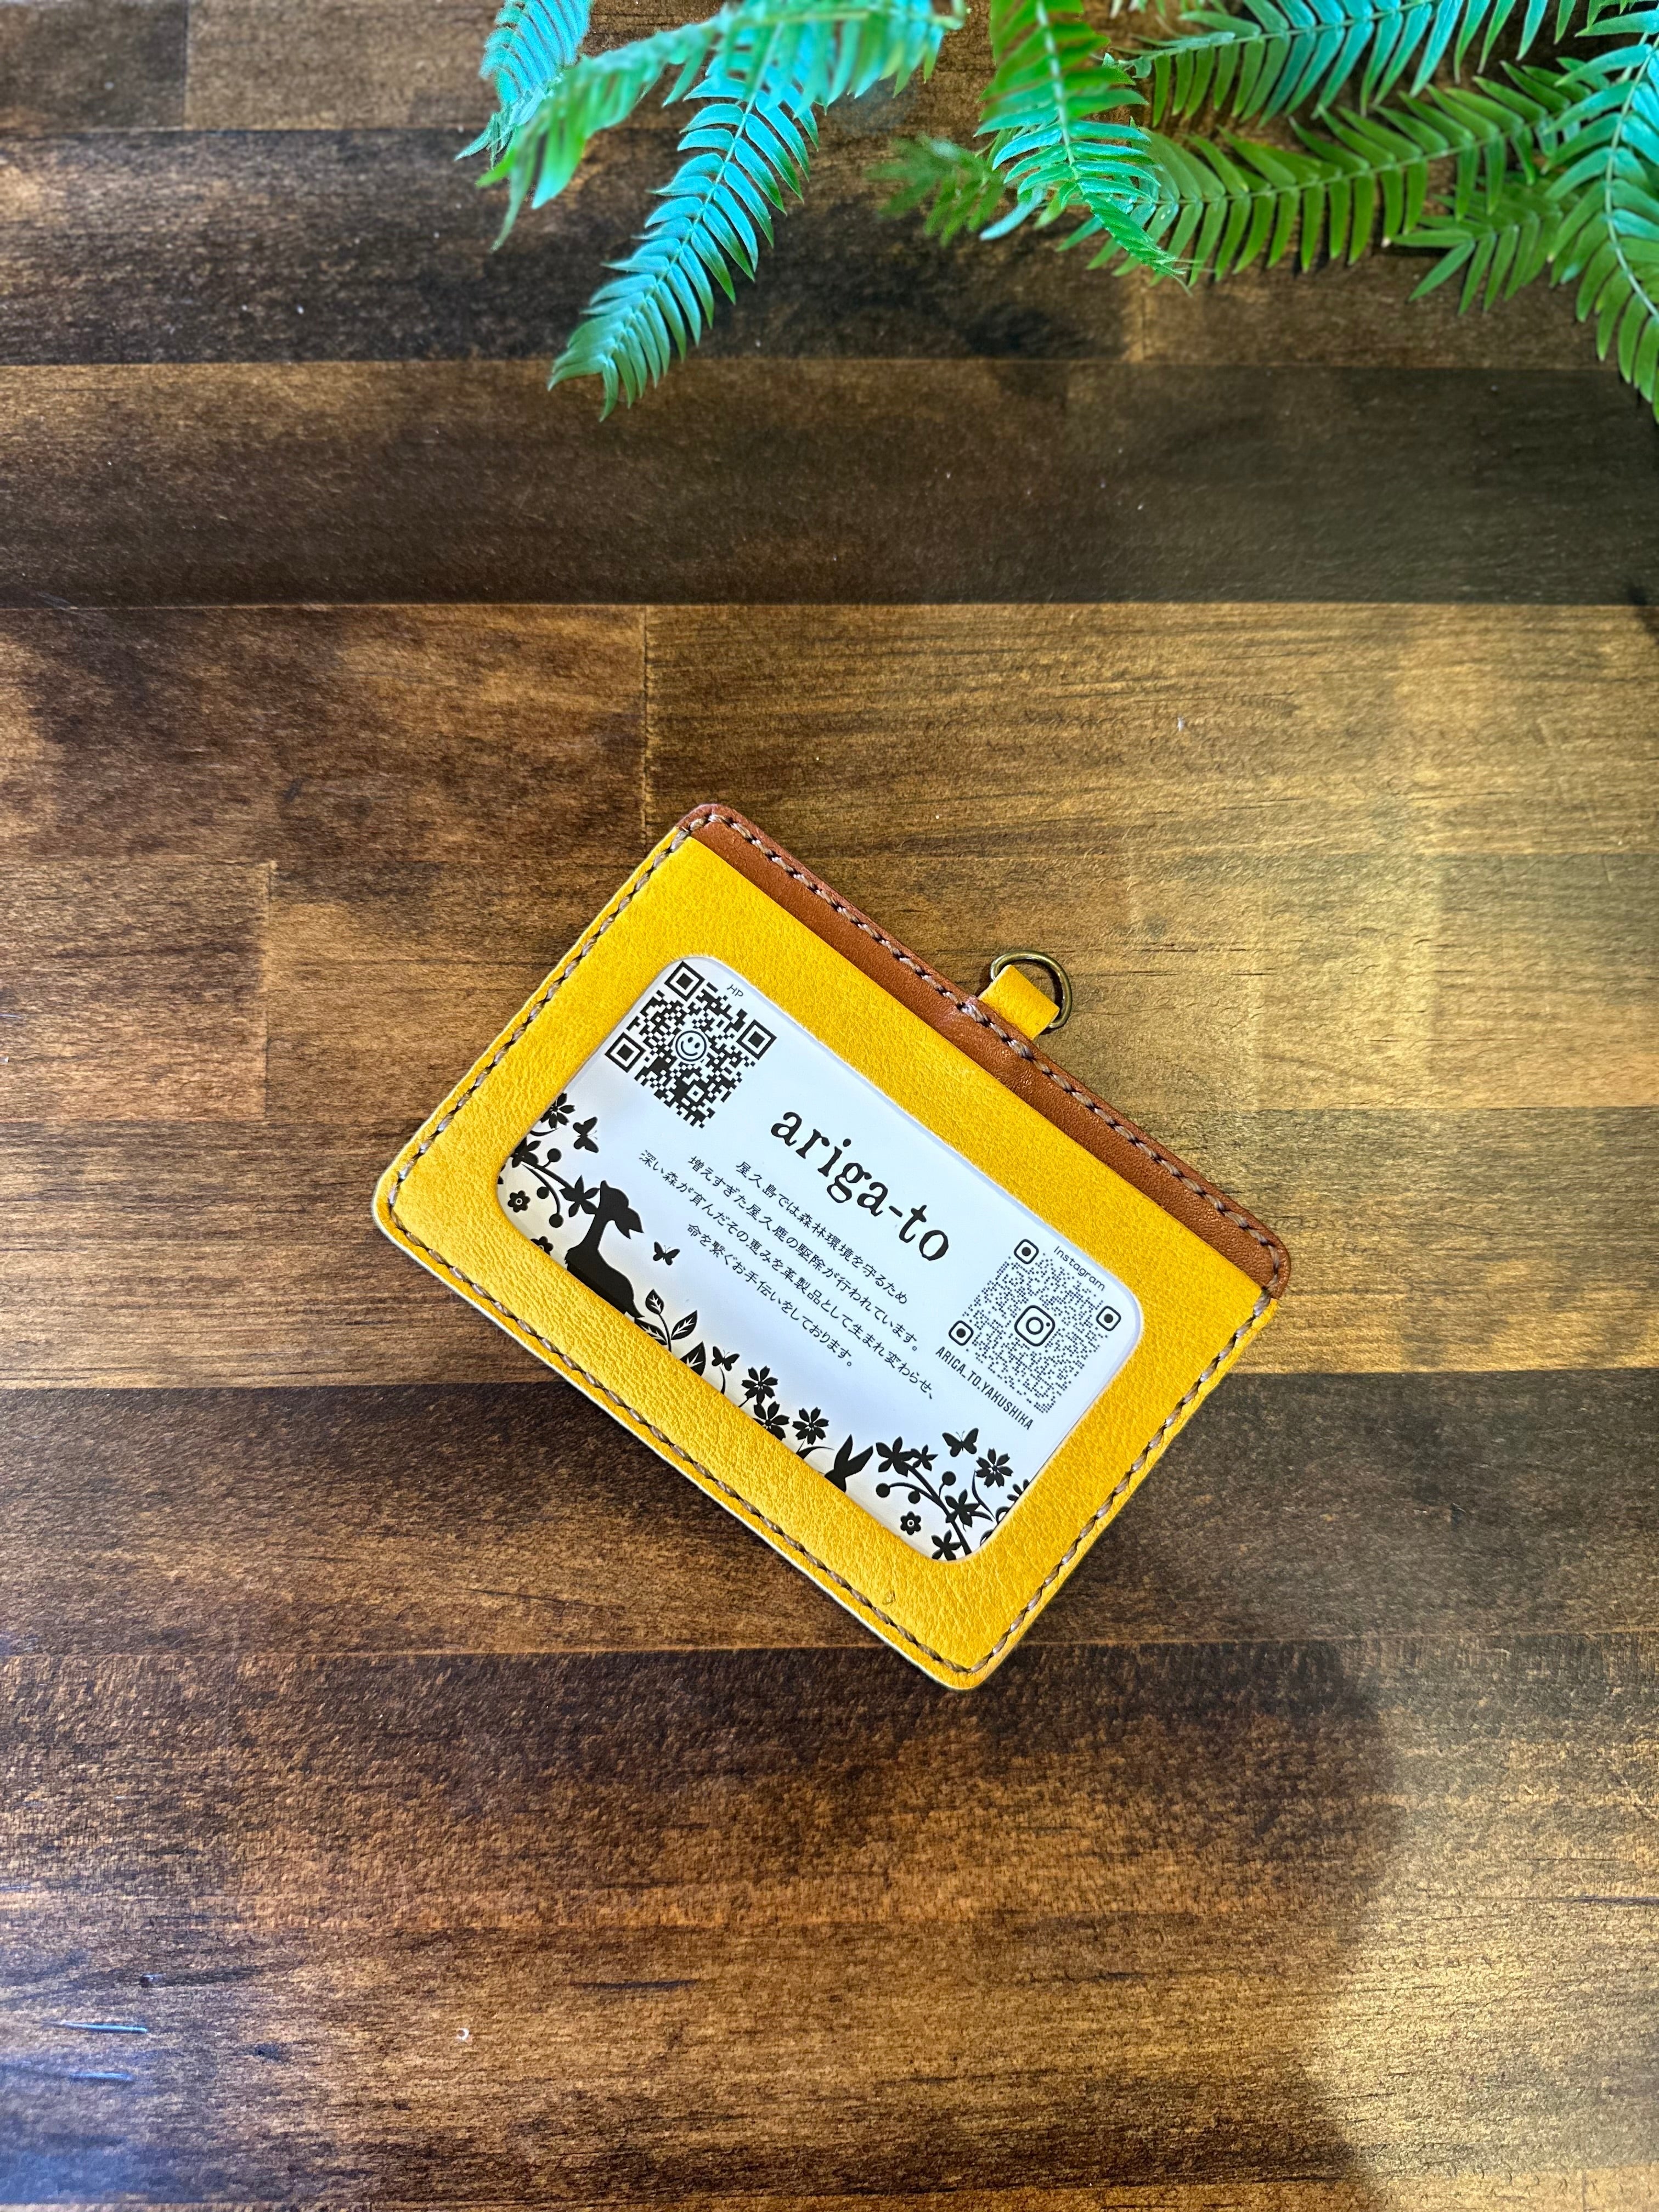 HP
ariga-to
屋久島では森林環境を守るため
増えすぎた屋久鹿の駆除が行われています。
深い森が育んだその恵みを革製品として生まれ変わらせ、
命を繋ぐお手伝いをしております。
Instagram
ARIGA_TO.YAKUSHIKA